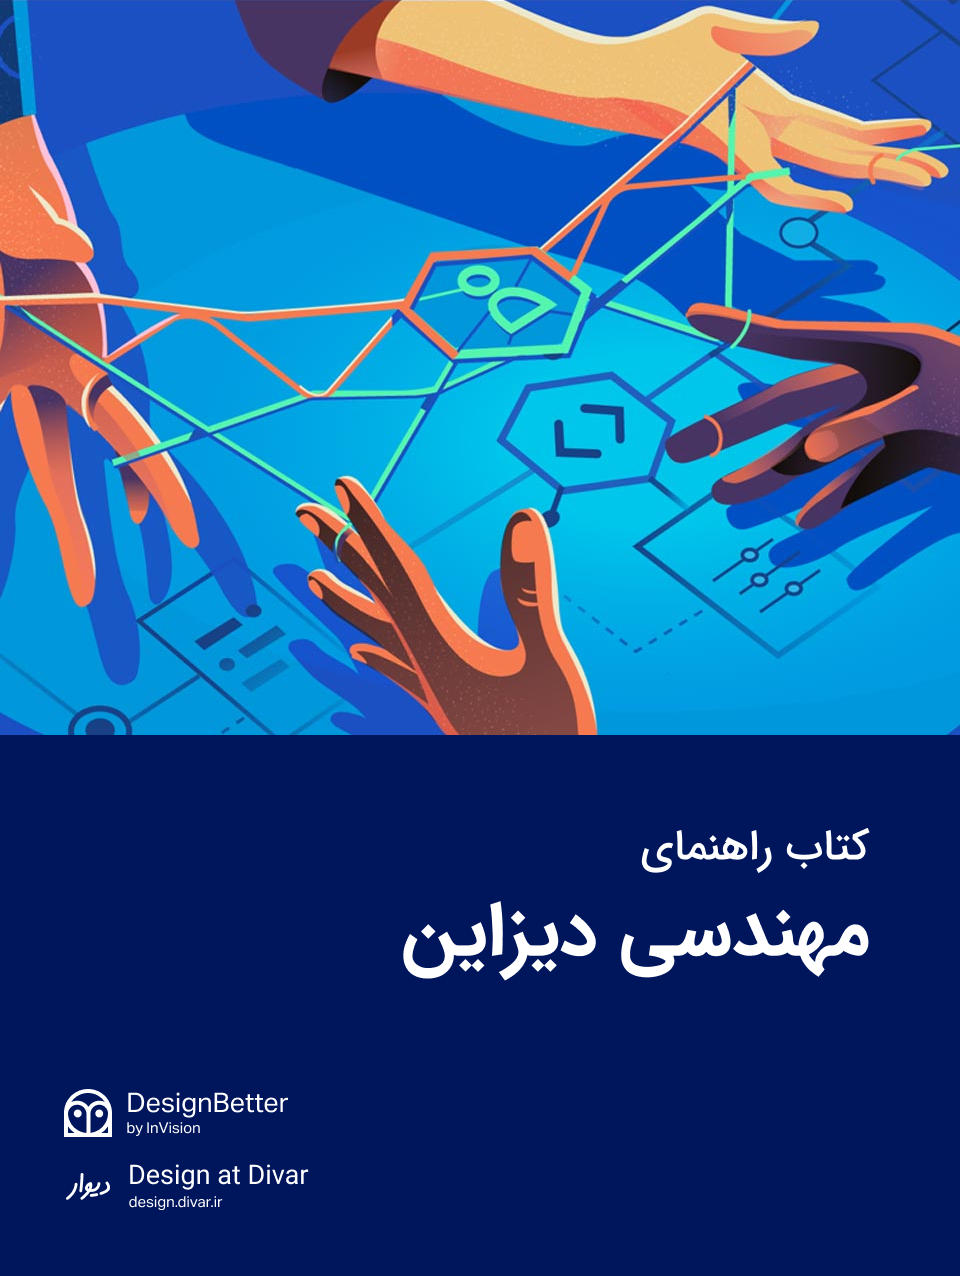 کتاب راهنمای
مهندسی دیزاین
DesignBetter
by InVision
دیوار
Design at Divar
design.divar.ir